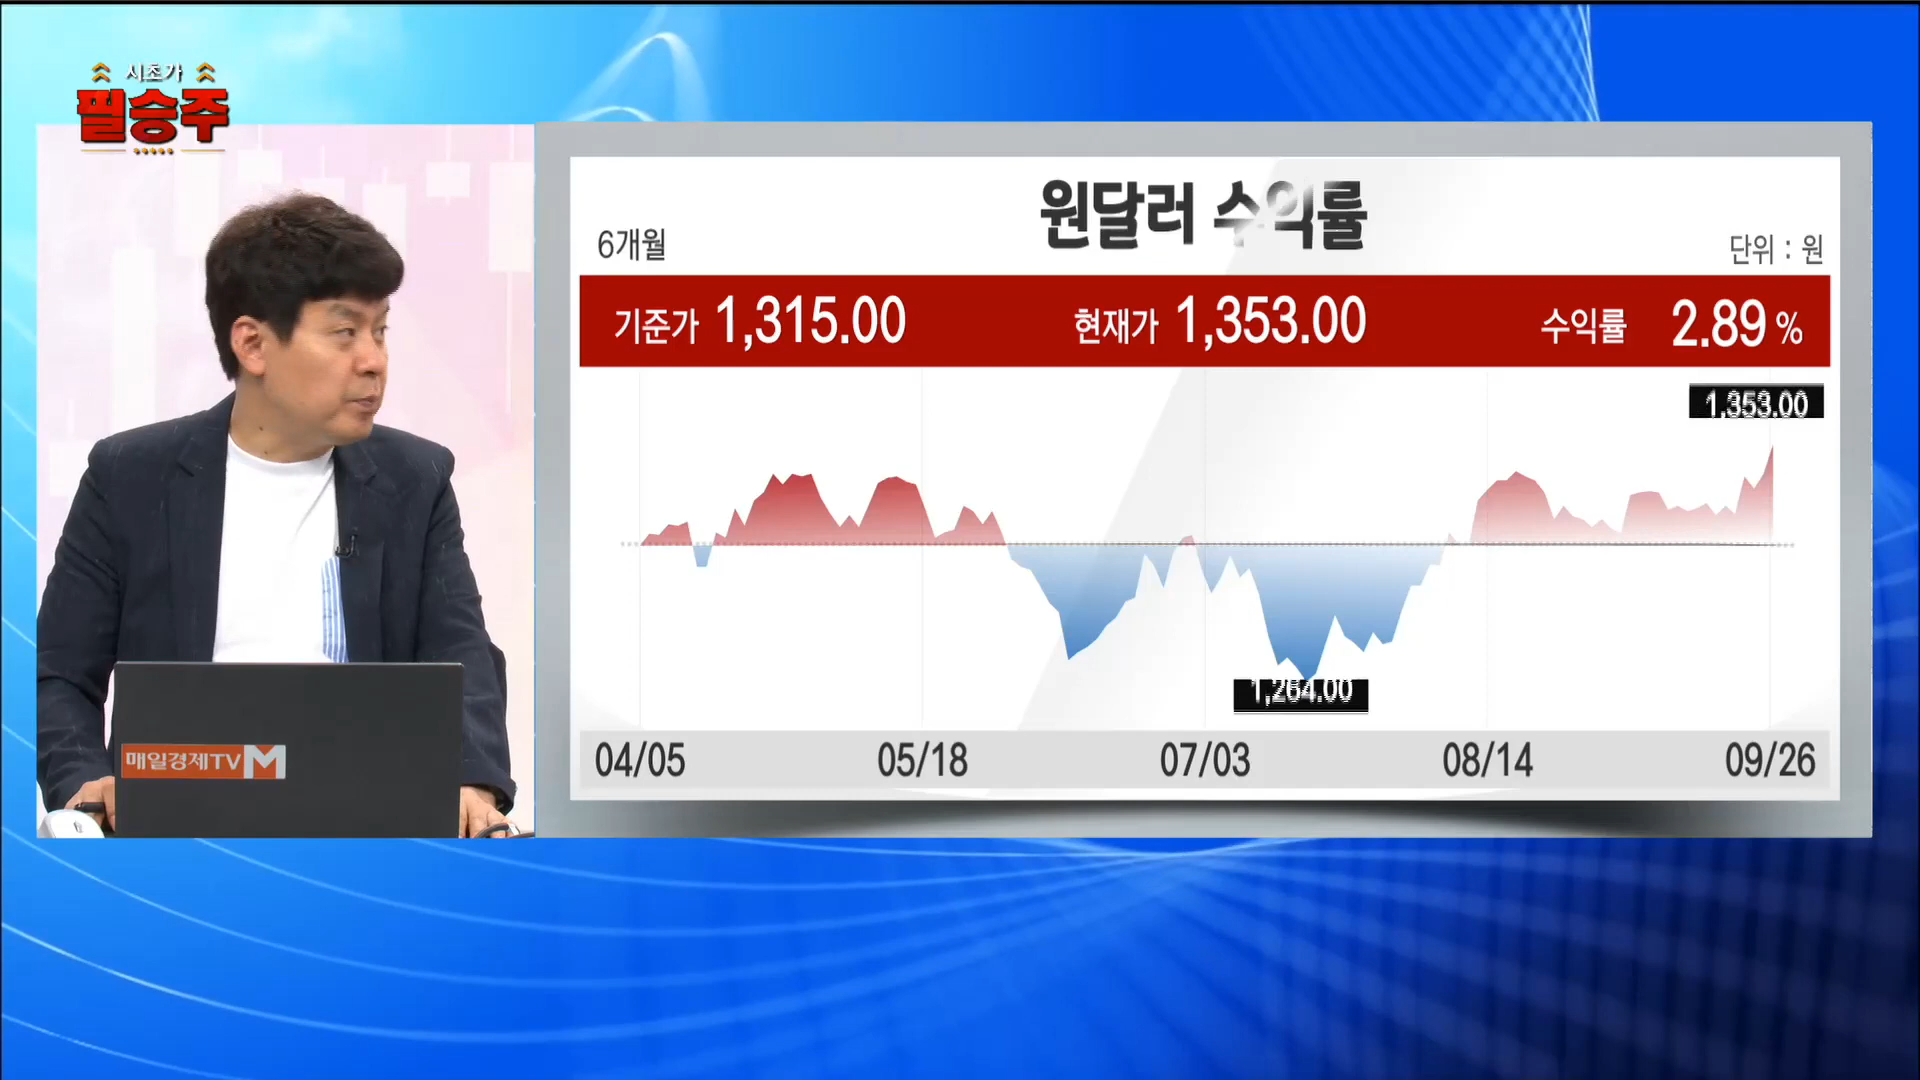 시초가
필승주
원달러 수익률
6개월
단위 : 원
기준가 1,315.00 현재가 1,353.00 수익률 2.89 %
1,353.00
1,264.00
04/05 05/18 07/03 08/14 09/26
매일경제TV M